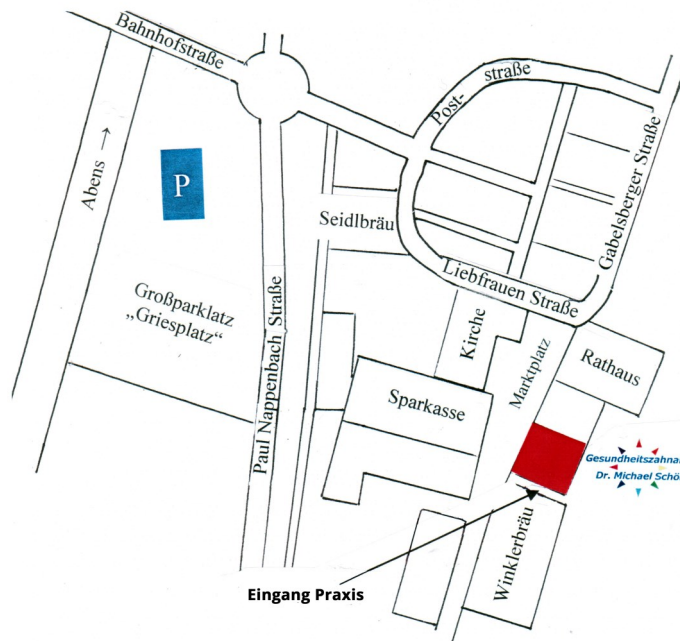 Bahnhofstraße
Post-
straße
Abens →
P
Gabelsberger Straße
Seidlbräu
Liebfrauen Straße
Großparklatz
„Griesplatz“
Paul Nappenbach Straße
Kirche
Marktplatz
Rathaus
Sparkasse
Dr. Michael
Winklerbräu
Eingang Praxis